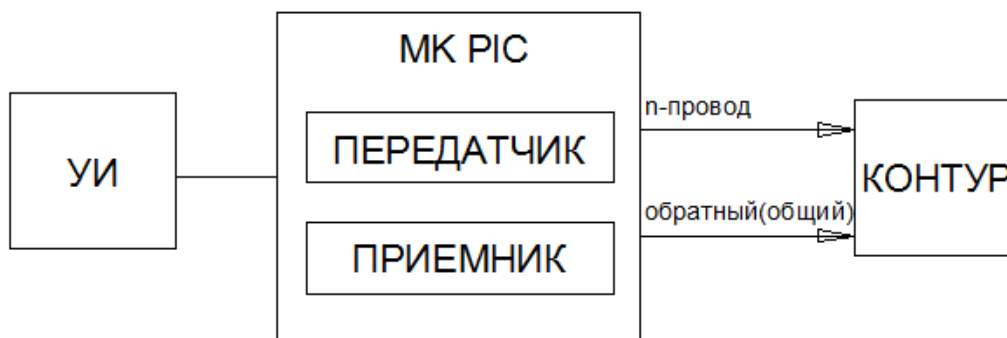 МК PIC
УИ
ПЕРЕДАТЧИК
ПРИЕМНИК
n-провод
обратный(общий)
КОНТУР